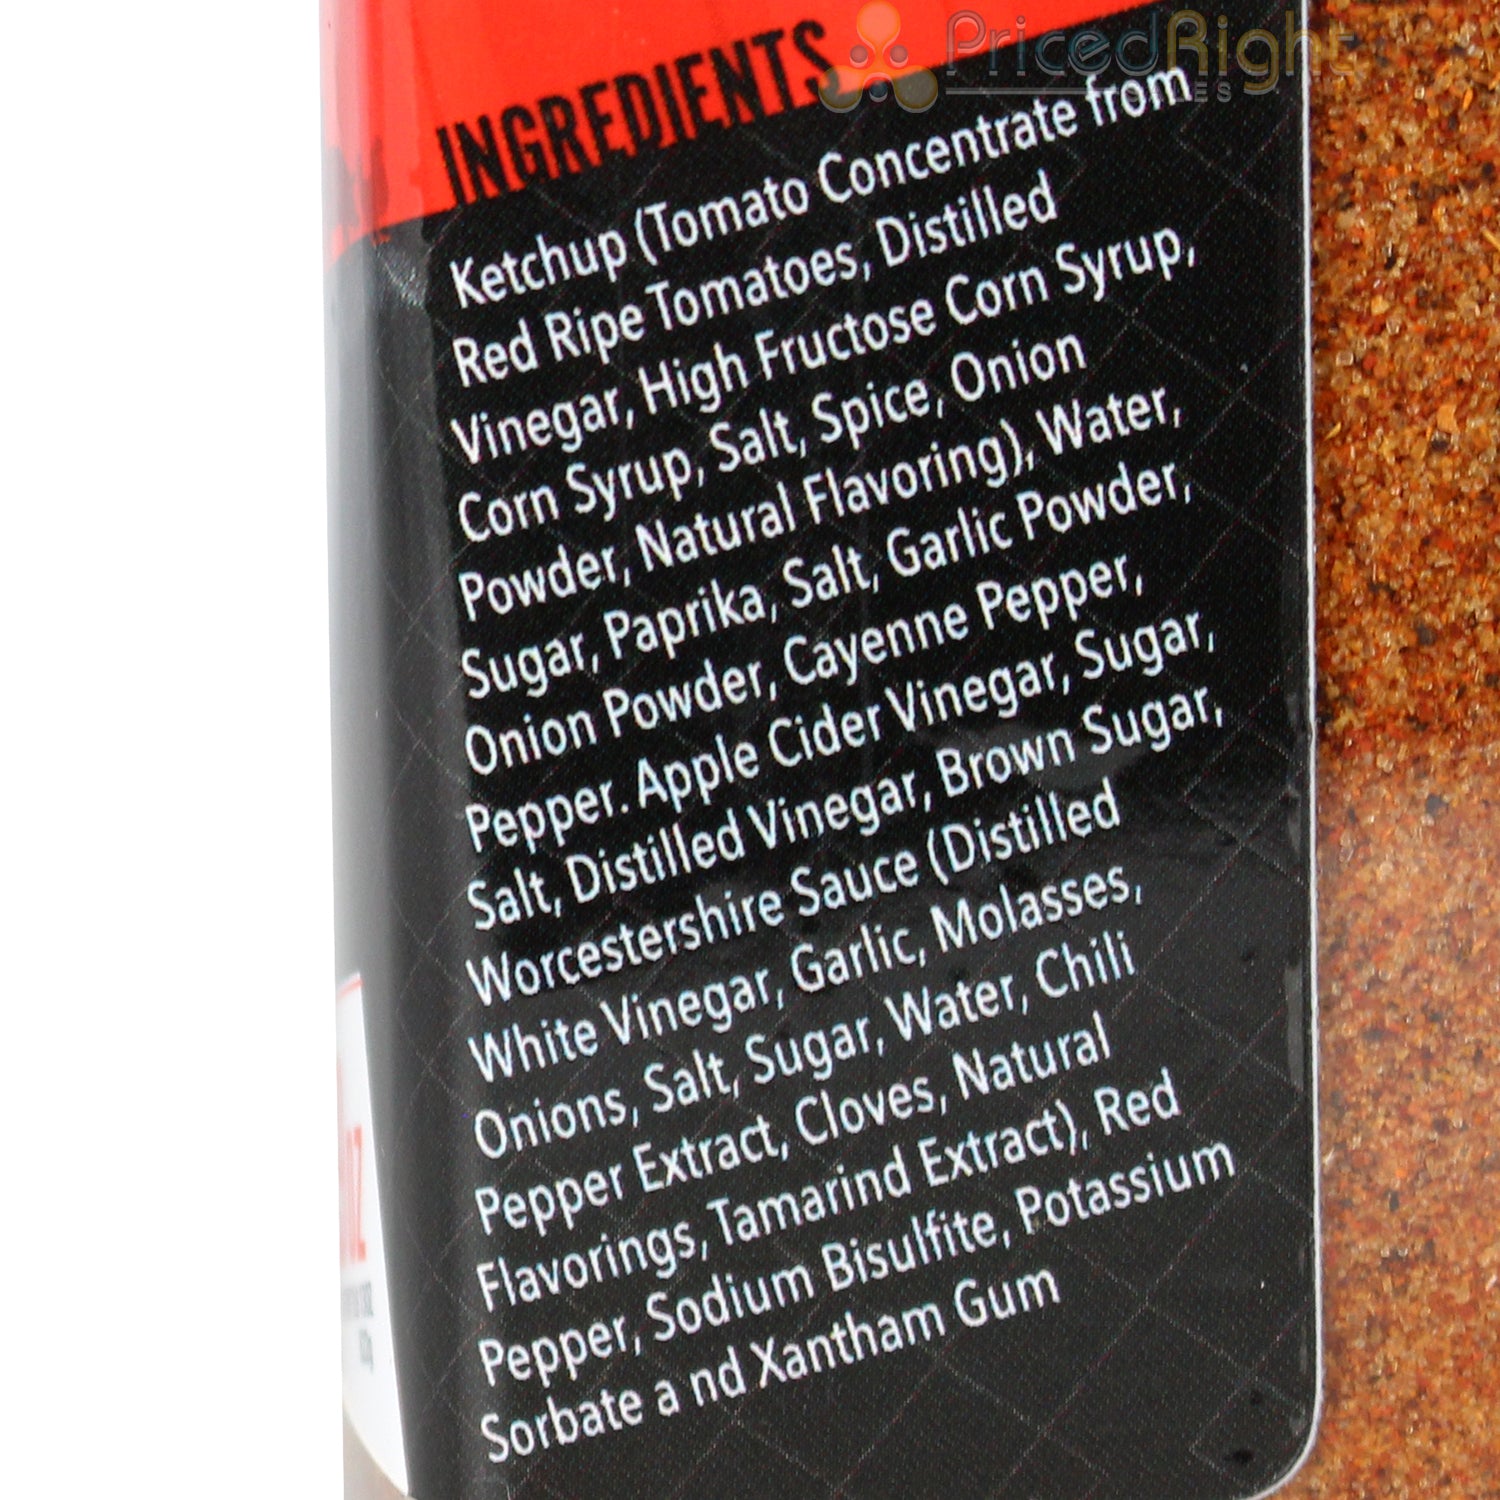 PricedRight
SALES
INGREDIENTS
Ketchup (Tomato Concentrate from
Red Ripe Tomatoes, Distilled
Vinegar, High Fructose Corn Syrup,
Corn Syrup, Salt, Spice, Onion
Powder, Natural Flavoring), Water,
Sugar, Paprika, Salt, Garlic Powder,
Onion Powder, Cayenne Pepper,
Pepper. Apple Cider Vinegar, Sugar,
Salt, Distilled Vinegar, Brown Sugar,
Worcestershire Sauce (Distilled
White Vinegar, Garlic, Molasses,
Onions, Salt, Sugar, Water, Chili
Pepper Extract, Cloves, Natural
Flavorings, Tamarind Extract), Red
Pepper, Sodium Bisulfite, Potassium
Sorbate a nd Xantham Gum
OZ